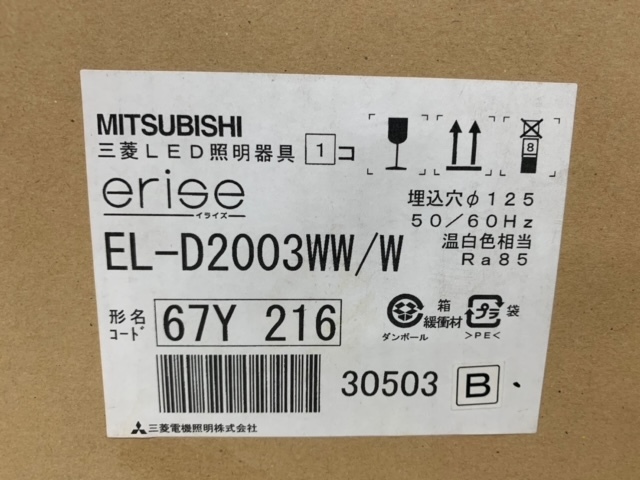 MITSUBISHI
三菱LED照明器具 1 コ
8
erise
イライズ
埋込穴φ125
50/60Hz
温白色相当
Ra85
EL-D2003WW/W
形名
コード
67Y 216
ダンボール
箱
緩衝材
プラ
袋
>PE<
30503 B
三菱電機照明株式会社